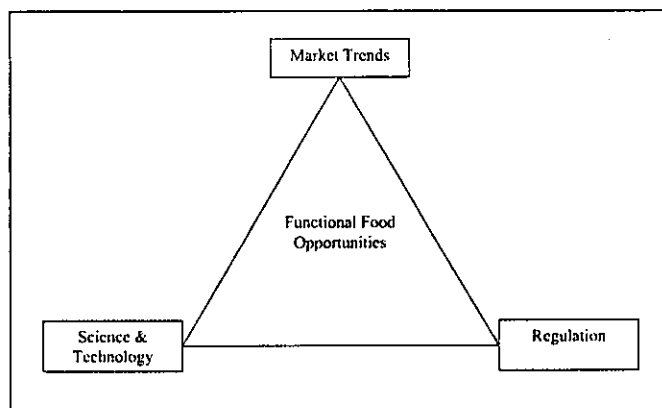 Market Trends
Functional Food
Opportunities
Science &
Technology
Regulation